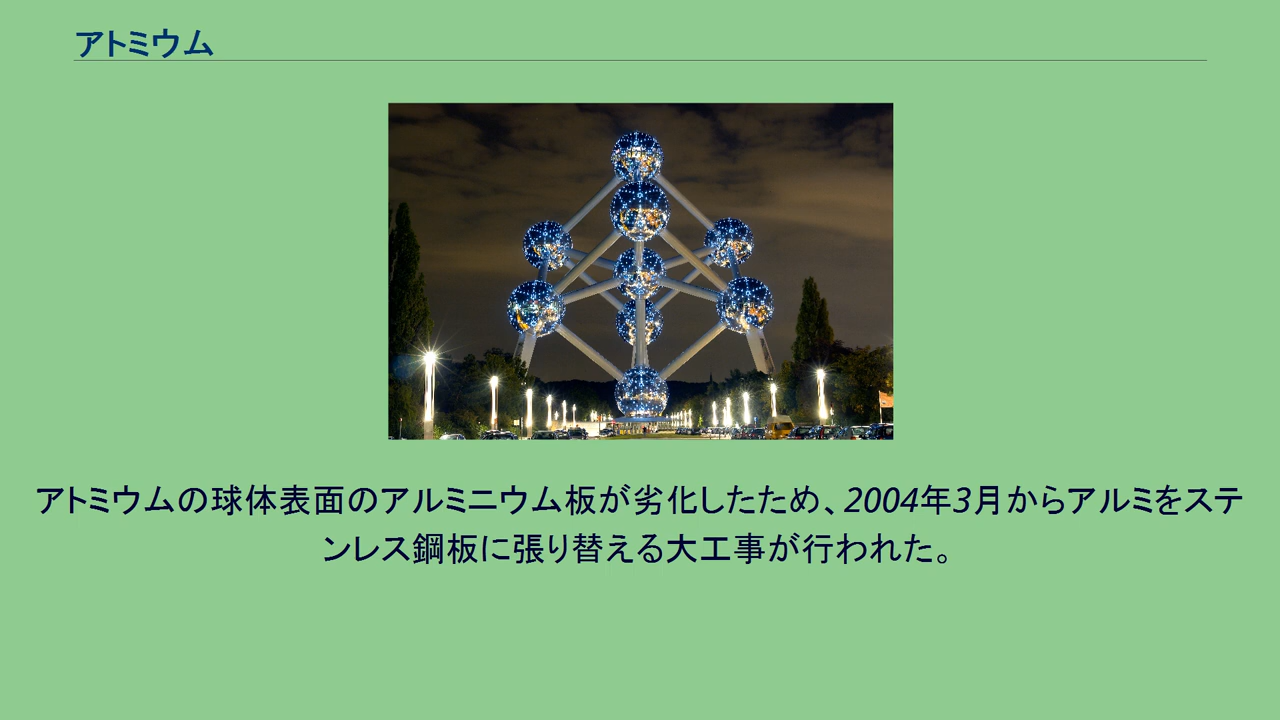 アトミウム
アトミウムの球体表面のアルミニウム板が劣化したため、2004年3月からアルミをステ
ンレス鋼板に張り替える大工事が行われた。